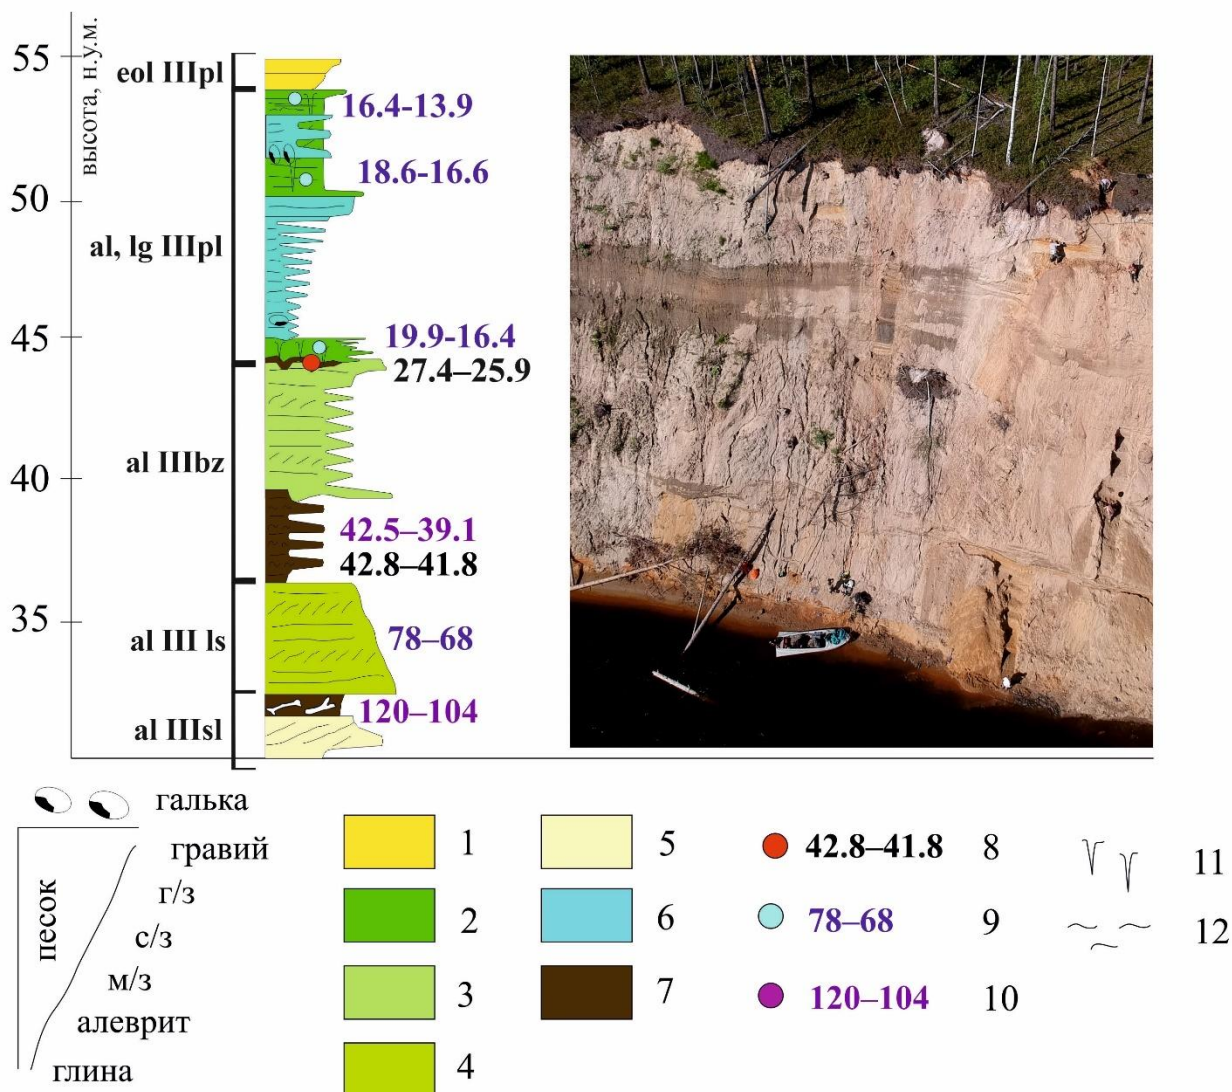 высота, н.у.м.
55
50
45
40
35
eol IIIpl
al, lg IIIpl
al IIIbz
al III ls
al IIIsl
16.4-13.9
18.6-16.6
19.9-16.4
27.4–25.9
42.5–39.1
42.8–41.8
78–68
120–104
галька
гравий
г/з
с/з
м/з
алеврит
глина
песок
1
2
3
4
5
6
7
42.8–41.8 8
78–68 9
120–104 10
11
12